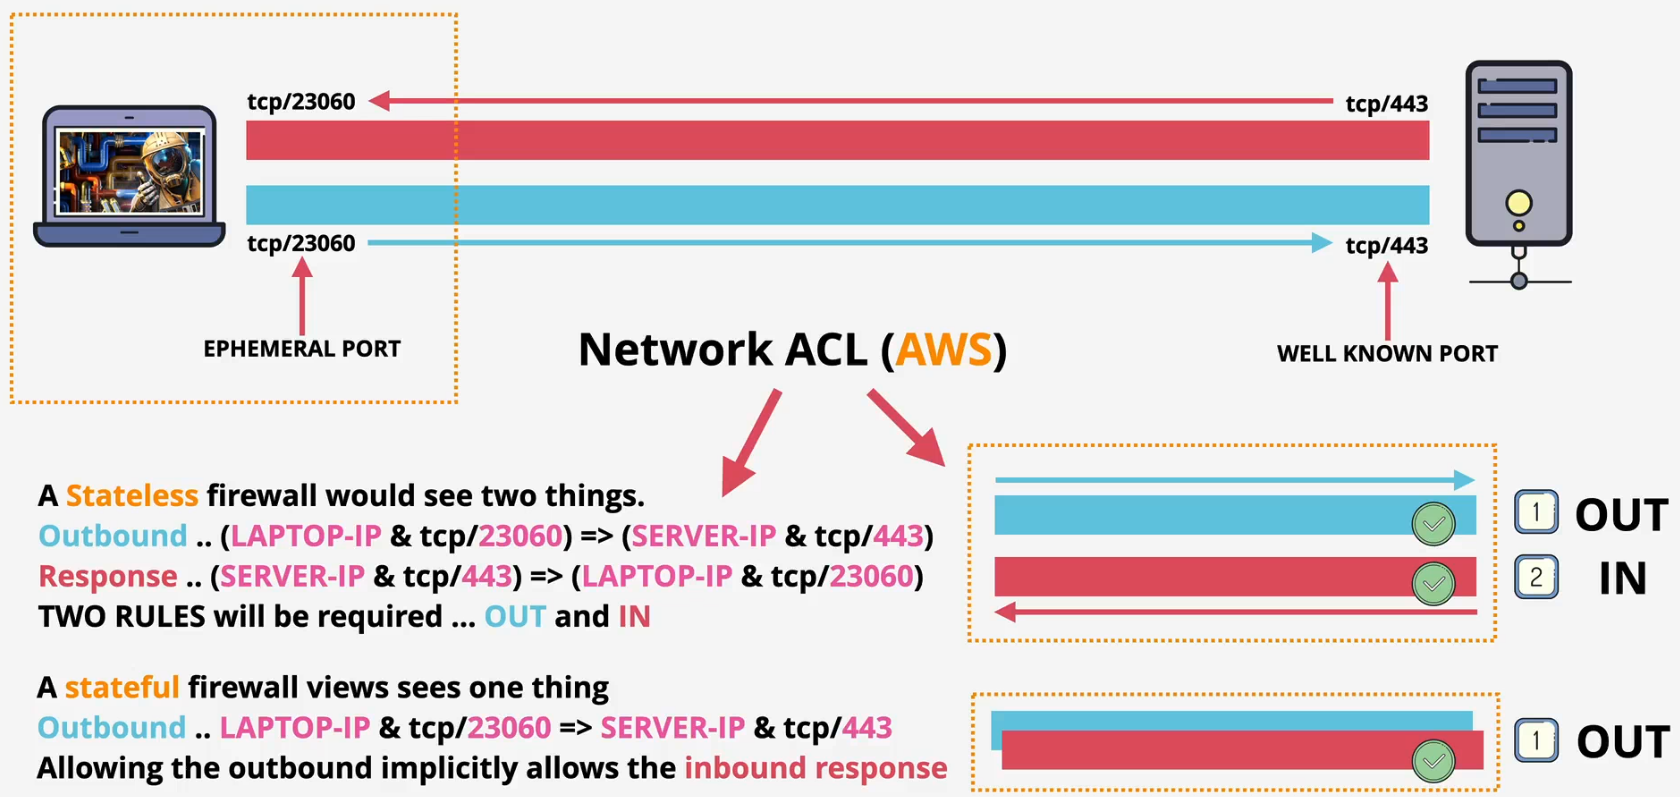 tcp/23060
tcp/443
tcp/23060
tcp/443
EPHEMERAL PORT
Network ACL (AWS)
WELL KNOWN PORT
A Stateless firewall would see two things.
Outbound .. (LAPTOP-IP & tcp/23060) => (SERVER-IP & tcp/443)
Response .. (SERVER-IP & tcp/443) => (LAPTOP-IP & tcp/23060)
TWO RULES will be required ... OUT and IN
1 OUT
2 IN
A stateful firewall views sees one thing
Outbound .. LAPTOP-IP & tcp/23060 => SERVER-IP & tcp/443
Allowing the outbound implicitly allows the inbound response
1 OUT